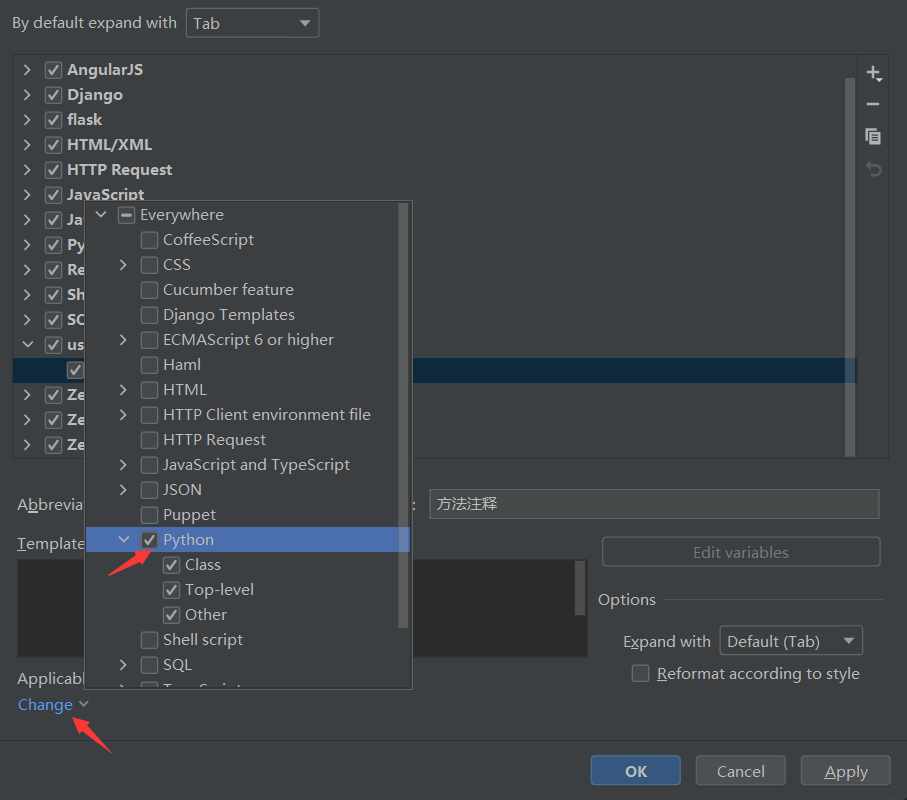 By default expand with Tab
AngularJS
Django
flask
HTML/XML
HTTP Request
JavaScript
Everywhere
CoffeeScript
CSS
Cucumber feature
Django Templates
ECMAScript 6 or higher
Haml
HTML
HTTP Client environment file
HTTP Request
JavaScript and TypeScript
JSON
Puppet
Python
Class
Top-level
Other
Shell script
SQL
Ja
Py
Re
Sh
SC
us
Ze
Ze
Ze
Abbrevia : 方法注释
Template
Edit variables
Options
Expand with Default (Tab)
Reformat according to style
Applicab
Change
OK Cancel Apply